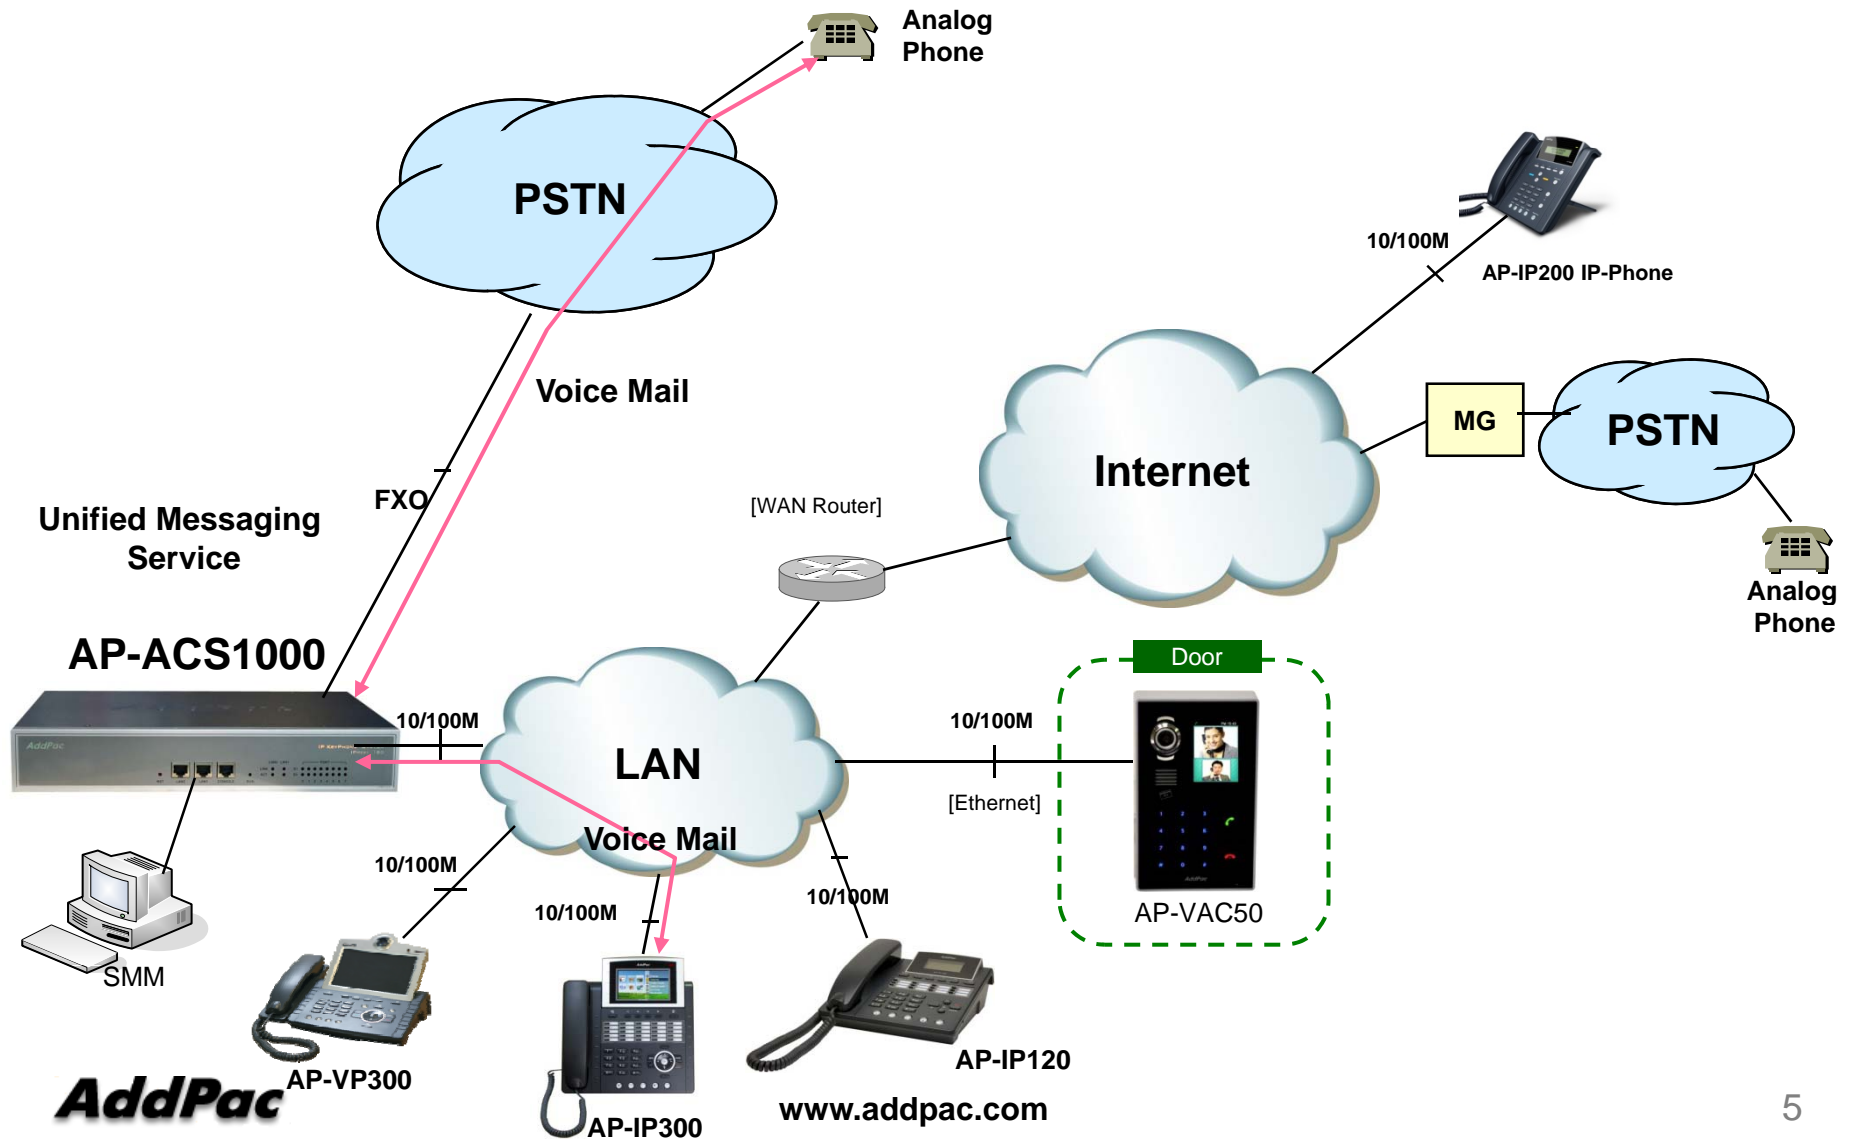 Analog
Phone
PSTN
10/100M
AP-IP200 IP-Phone
Voice Mail
MG
PSTN
Internet
FXO
[WAN Router]
Unified Messaging
Service
Analog
Phone
AP-ACS1000
Door
10/100M
10/100M
AddPac
LAN
[Ethernet]
Voice Mail
10/100M
10/100M
10/100M
AddPac
AP-VAC50
SMM
AP-VP300
AP-IP120
AddPac
www.addpac.com
AP-IP300
5